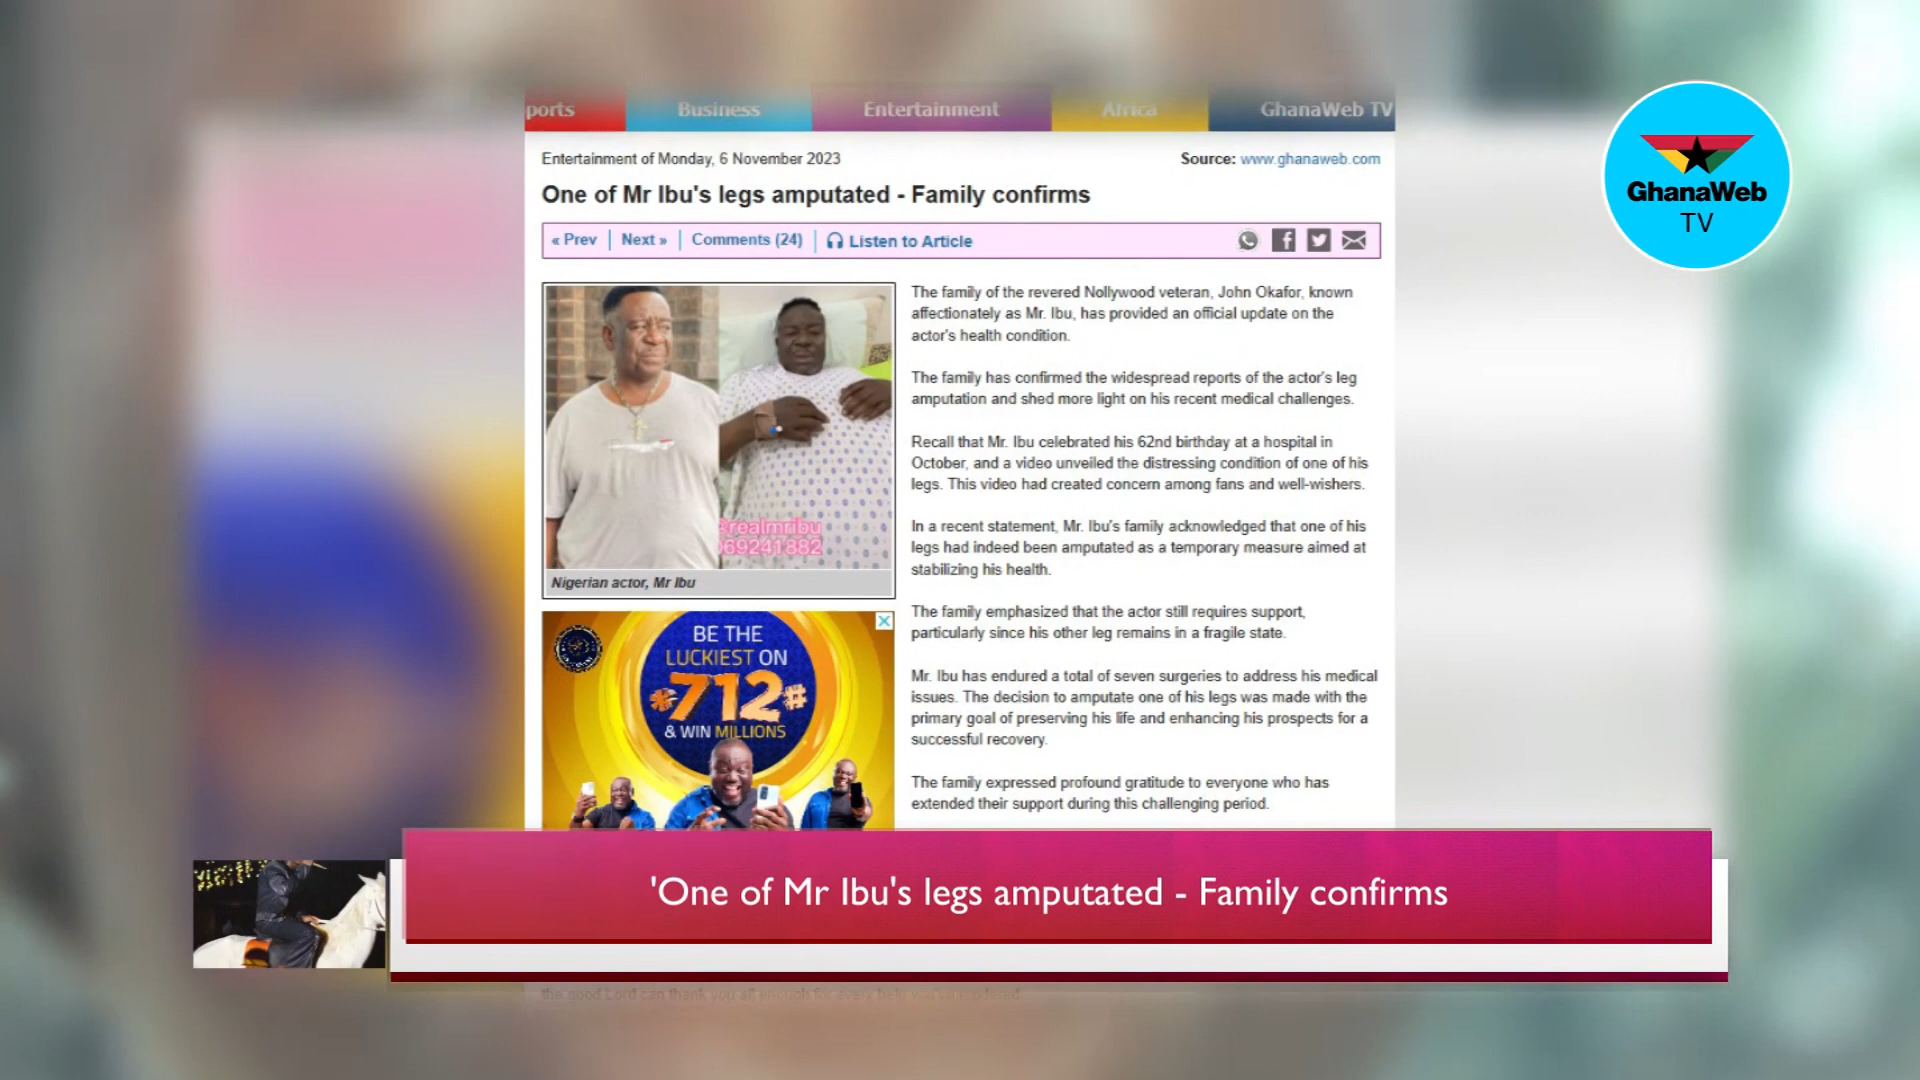 ports
Business
Entertainment
Africa
GhanaWeb TV
GhanaWeb
TV
Entertainment of Monday, 6 November 2023
Source: www.ghanaweb.com
One of Mr Ibu's legs amputated - Family confirms
« Prev
Next »
Comments (24)
Listen to Article
realmribu
69241882
Nigerian actor, Mr Ibu
The family of the revered Nollywood veteran, John Okafor, known
affectionately as Mr. Ibu, has provided an official update on the
actor's health condition.
The family has confirmed the widespread reports of the actor's leg
amputation and shed more light on his recent medical challenges.
Recall that Mr. Ibu celebrated his 62nd birthday at a hospital in
October, and a video unveiled the distressing condition of one of his
legs. This video had created concern among fans and well-wishers.
In a recent statement, Mr. Ibu's family acknowledged that one of his
legs had indeed been amputated as a temporary measure aimed at
stabilizing his health.
The family emphasized that the actor still requires support,
particularly since his other leg remains in a fragile state.
Mr. Ibu has endured a total of seven surgeries to address his medical
issues. The decision to amputate one of his legs was made with the
primary goal of preserving his life and enhancing his prospects for a
successful recovery.
The family expressed profound gratitude to everyone who has
extended their support during this challenging period.
BE THE
LUCKIEST ON
*712#
& WIN MILLIONS
'One of Mr Ibu's legs amputated - Family confirms
the good Lord can thank you all enough for every help